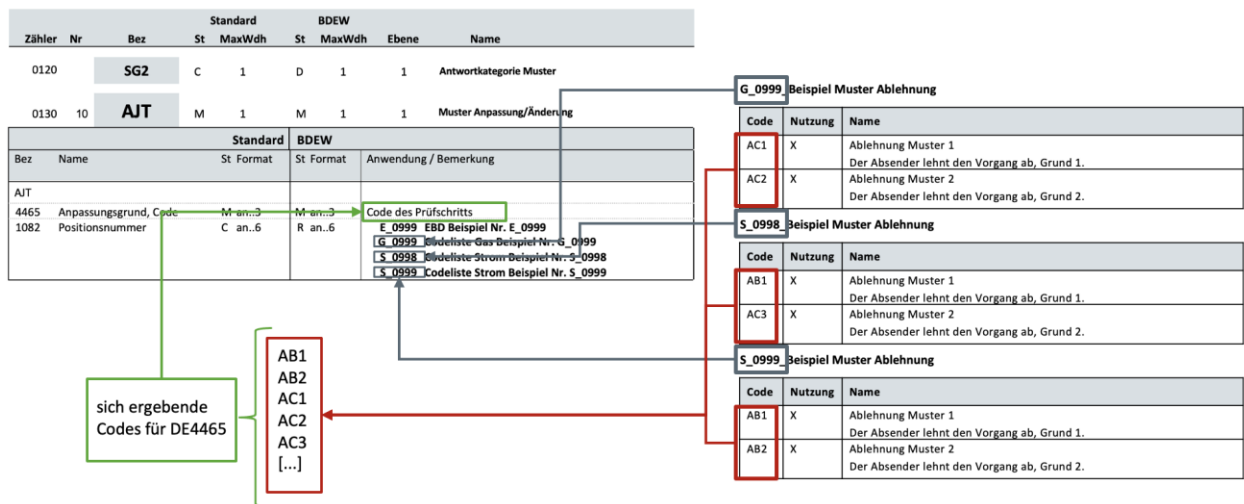 Standard BDEW
Zähler Nr Bez St MaxWdh St MaxWdh Ebene Name
0120 SG2 C 1 D 1 1 Antwortkategorie Muster
0130 10 AJT M 1 M 1 1 Muster Anpassung/Änderung
Standard BDEW
Bez Name St Format St Format Anwendung / Bemerkung
AJT
4465 Anpassungsgrund, Code M an..3 M an..3 Code des Prüfschritts
1082 Positionsnummer C an..6 R an..6 E_0999 EBD Beispiel Nr. E_0999
G_0999 Codeliste Gas Beispiel Nr. G_0999
S_0998 Codeliste Strom Beispiel Nr. S_0998
S_0999 Codeliste Strom Beispiel Nr. S_0999
sich ergebende
Codes für DE4465
AB1
AB2
AC1
AC2
AC3
[...]
G_0999_Beispiel Muster Ablehnung
Code Nutzung Name
AC1 X Ablehnung Muster 1
Der Absender lehnt den Vorgang ab, Grund 1.
AC2 X Ablehnung Muster 2
Der Absender lehnt den Vorgang ab, Grund 2.
S_0998_Beispiel Muster Ablehnung
Code Nutzung Name
AB1 X Ablehnung Muster 1
Der Absender lehnt den Vorgang ab, Grund 1.
AC3 X Ablehnung Muster 2
Der Absender lehnt den Vorgang ab, Grund 2.
S_0999_Beispiel Muster Ablehnung
Code Nutzung Name
AB1 X Ablehnung Muster 1
Der Absender lehnt den Vorgang ab, Grund 1.
AB2 X Ablehnung Muster 2
Der Absender lehnt den Vorgang ab, Grund 2.